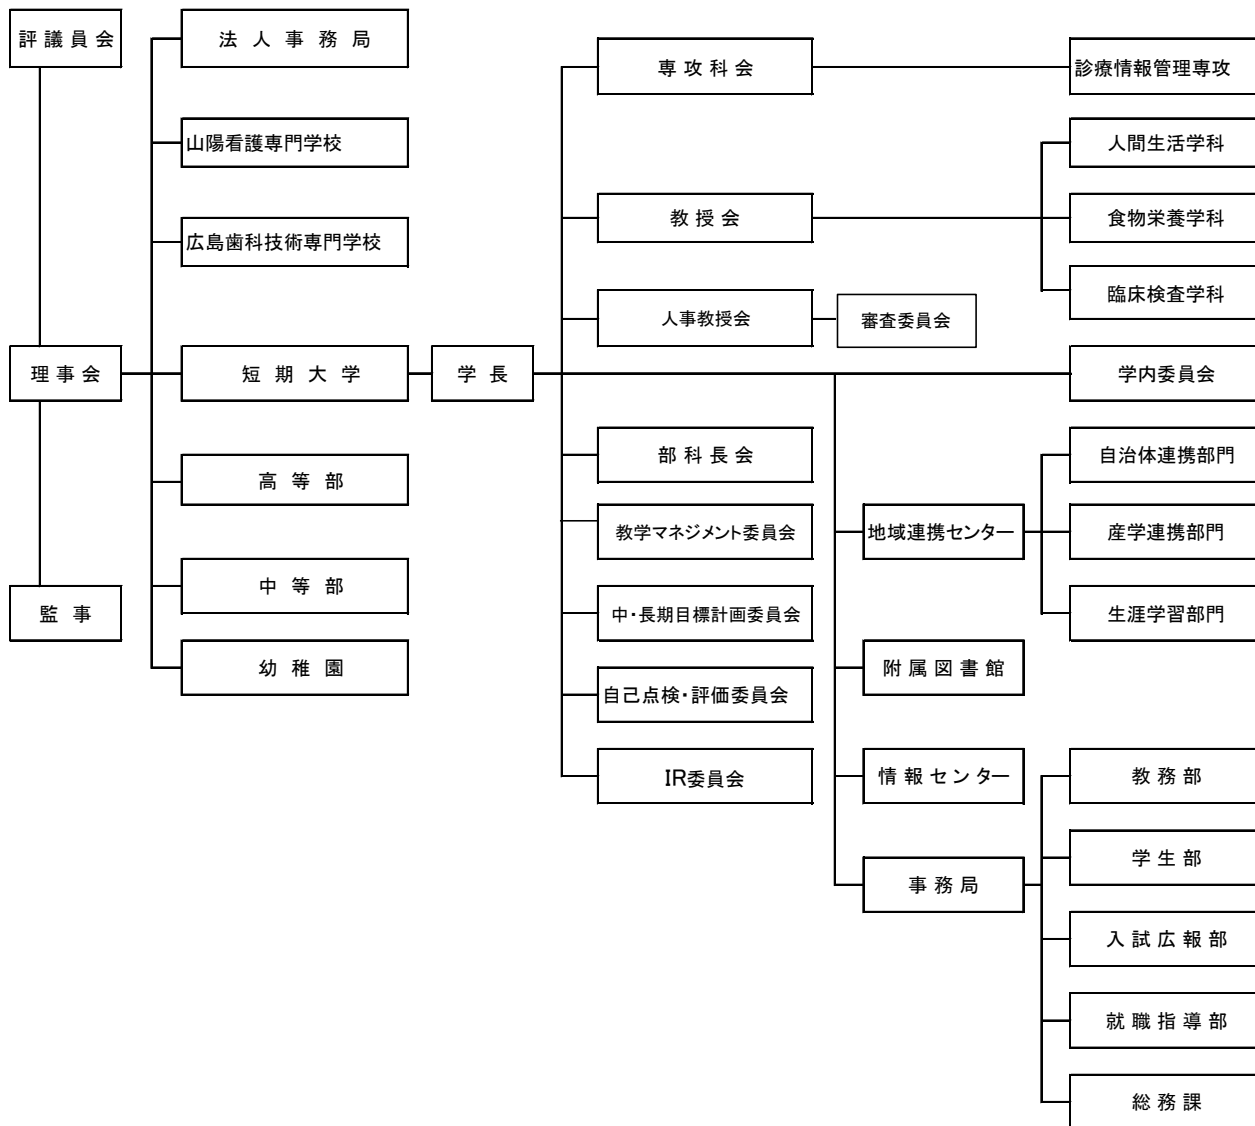 評議員会
法人事務局
山陽看護専門学校
広島歯科技術専門学校
理事会
短期大学
学長
高等部
中等部
監事
幼稚園
専攻科会
診療情報管理専攻
教授会
人間生活学科
食物栄養学科
臨床検査学科
人事教授会
審査委員会
学内委員会
部科長会
教学マネジメント委員会
中・長期目標計画委員会
自己点検・評価委員会
IR委員会
地域連携センター
自治体連携部門
産学連携部門
生涯学習部門
附属図書館
情報センター
事務局
教務部
学生部
入試広報部
就職指導部
総務課